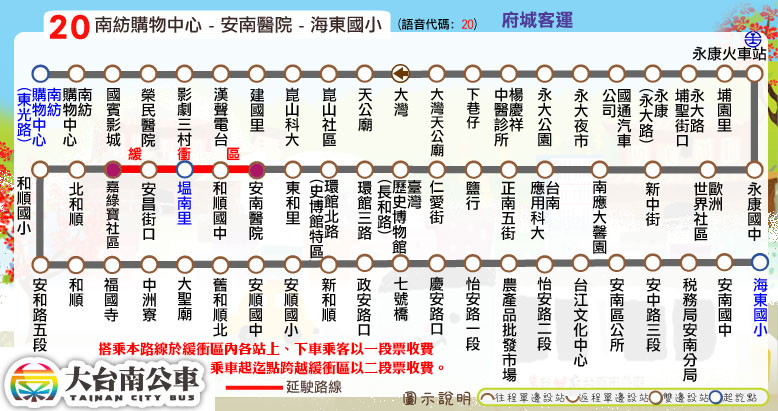 20 南紡購物中心 - 安南醫院 - 海東國小 (語音代碼: 20) 府城客運
永康火車站
南紡購物中心(東光路)
南紡購物中心
國賓影城
榮民醫院
影劇三村
漢聲電台
建國里
崑山科大
崑山社區
天公廟
大灣
大灣天公廟
下巷仔
楊慶祥中醫診所
永大公園
永大夜市
國通汽車公司
永康(永大路)
永大路埔聖街口
埔園里
緩衝區
和順國小
北和順
嘉綠寶社區
安昌街口
塭南里
和順國中
安南醫院
東和里
環館北路(史博館特區)
環館三路
臺灣歷史博物館(長和路)
仁愛街
鹽行
正南五街
台南應用科大
南應大馨園
新中街
歐洲世界社區
永康國中
安和路五段
和順
福國寺
中洲寮
大聖廟
舊和順北
安順國中
安順國小
新和順
政安路口
七號橋
慶安路口
怡安路一段
農產品批發市場
怡安路二段
台江文化中心
安南區公所
安中路三段
稅務局安南分局
安南國中
海東國小
搭乘本路線於緩衝區內各站上、下車乘客以一段票收費
乘車起迄點跨越緩衝區以二段票收費。
大台南公車
TAINAN CITY BUS
延駛路線
圖示說明 往程單邊設站 返程單邊設站 雙邊設站 起訖點